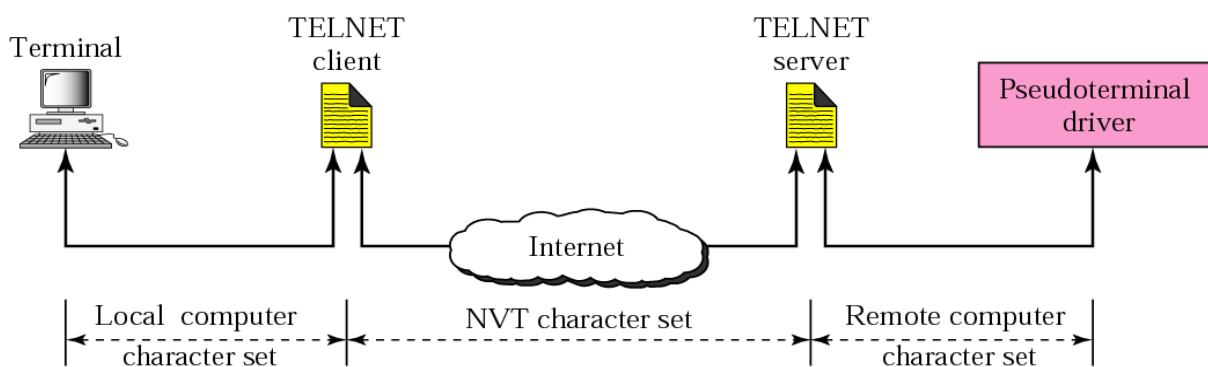 Terminal
TELNET
client
TELNET
server
Pseudoterminal
driver
Internet
Local computer
character set
NVT character set
Remote computer
character set